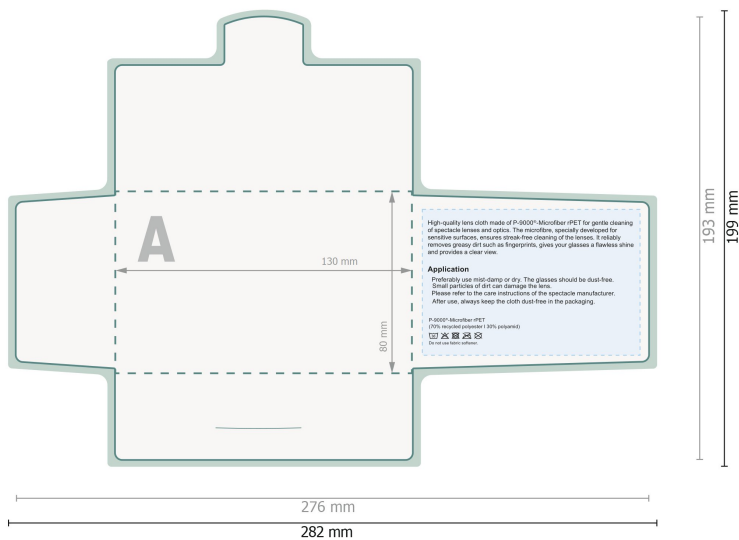 A
130 mm
80 mm
High-quality lens cloth made of P-9000®-Microfiber rPET for gentle cleaning
of spectacle lenses and optics. The microfibre, specially developed for
sensitive surfaces, ensures streak-free cleaning of the lenses. It reliably
removes greasy dirt such as fingerprints, gives your glasses a flawless shine
and provides a clear view.
Application
Preferably use mist-damp or dry. The glasses should be dust-free.
Small particles of dirt can damage the lens.
Please refer to the care instructions of the spectacle manufacturer.
After use, always keep the cloth dust-free in the packaging.
P-9000®-Microfiber rPET
(70% recycled polyester I 30% polyamid)
Do not use fabric softener.
193 mm
199 mm
276 mm
282 mm